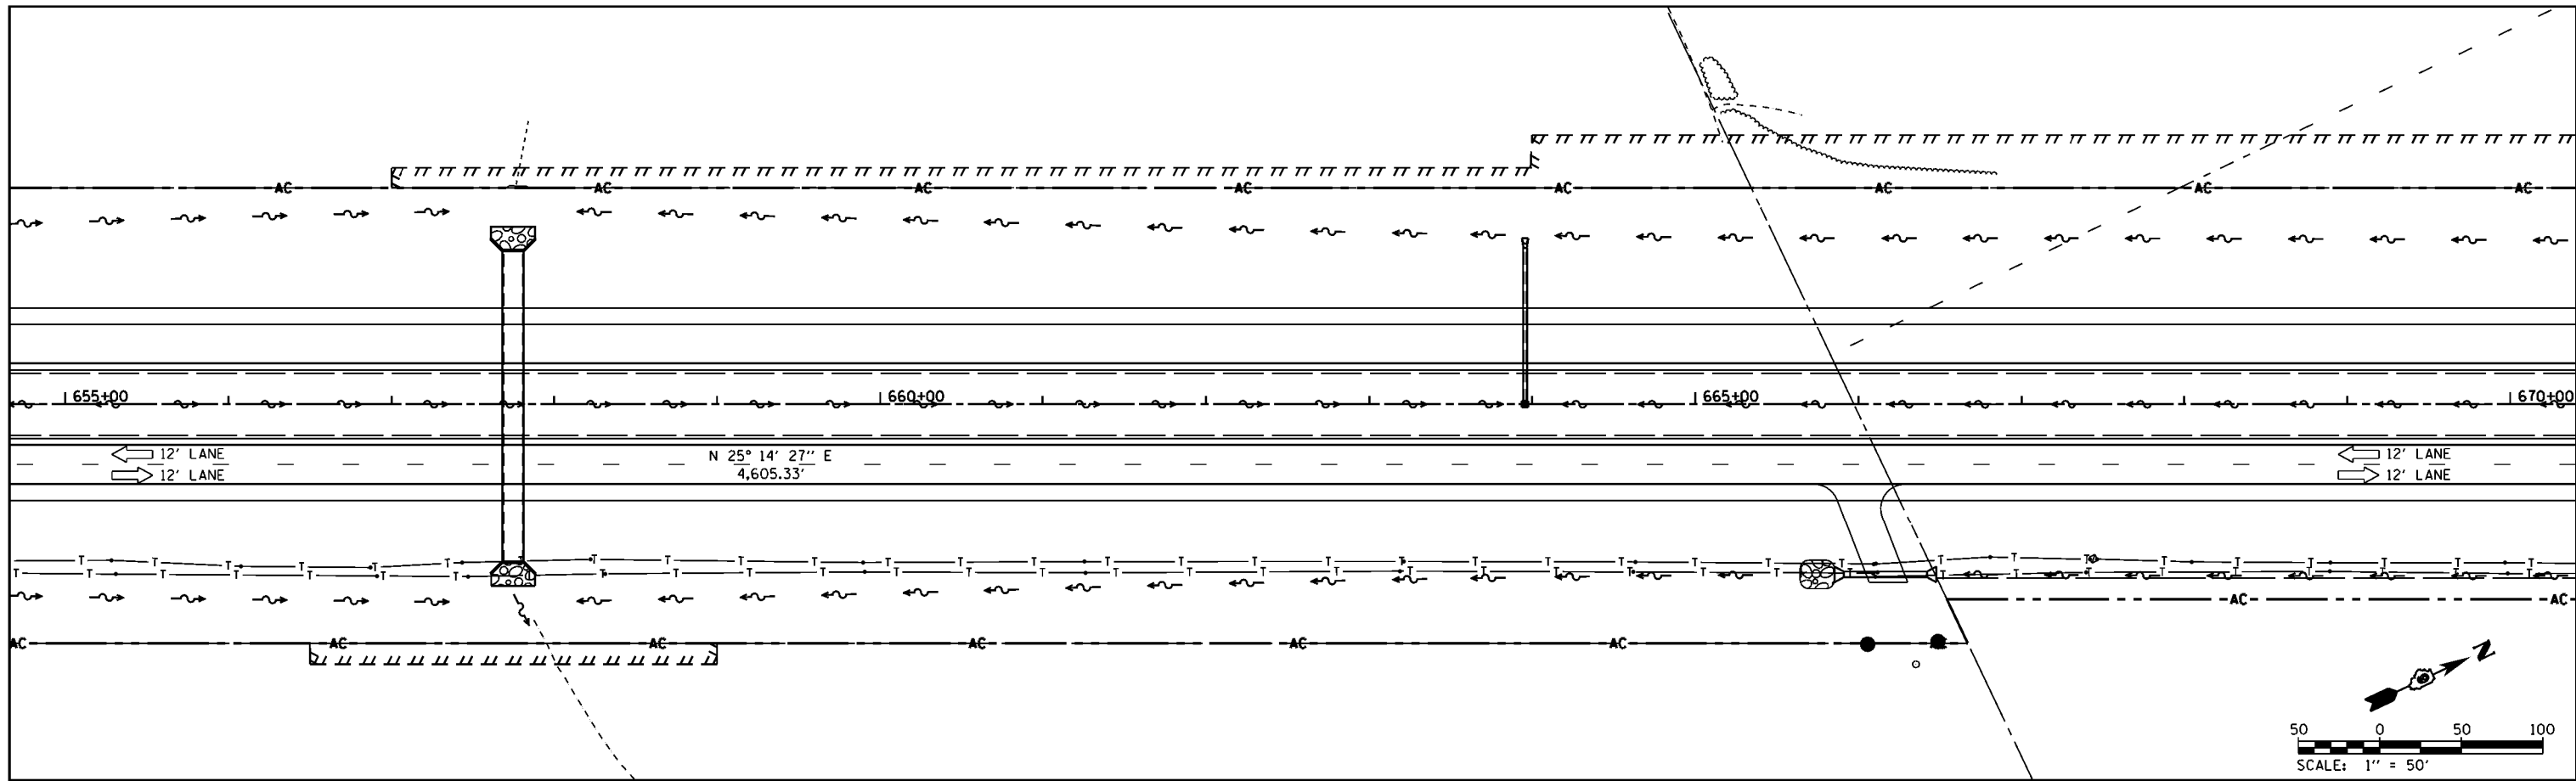 AC AC AC AC AC AC AC AC
655+00 660+00 665+00 670+00
12' LANE N 25° 14' 27'' E 12' LANE
12' LANE 4,605.33' 12' LANE
T T T T T T T T T T T T T T T T T T T T T T T T T T T T T T T T T T
T T T T T T T T T T T T T T T T T T T T T T T T T T T T T T T T T
AC AC
AC AC AC AC AC AC
N
50 0 50 100
SCALE: 1'' = 50'